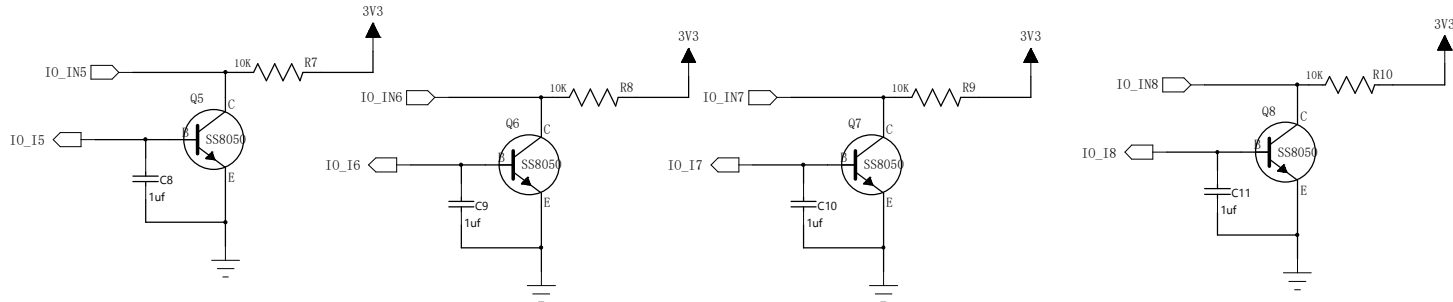 3V3
IO_IN5
10K
R7
Q5
C
IO_I5
B
SS8050
E
C8
1uf
3V3
IO_IN6
10K
R8
Q6
C
IO_I6
B
SS8050
E
C9
1uf
3V3
IO_IN7
10K
R9
Q7
C
IO_I7
B
SS8050
E
C10
1uf
3V3
IO_IN8
10K
R10
Q8
C
IO_I8
B
SS8050
E
C11
1uf